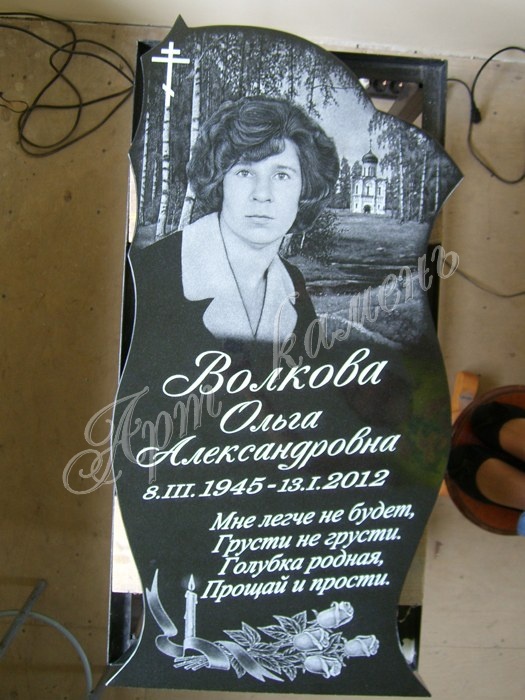 Волкова
Ольга
Александровна
8.III.1945-13.I.2012
Мне легче не будет,
Грусти не грусти.
Голубка родная,
Прощай и прости.
Арт камень